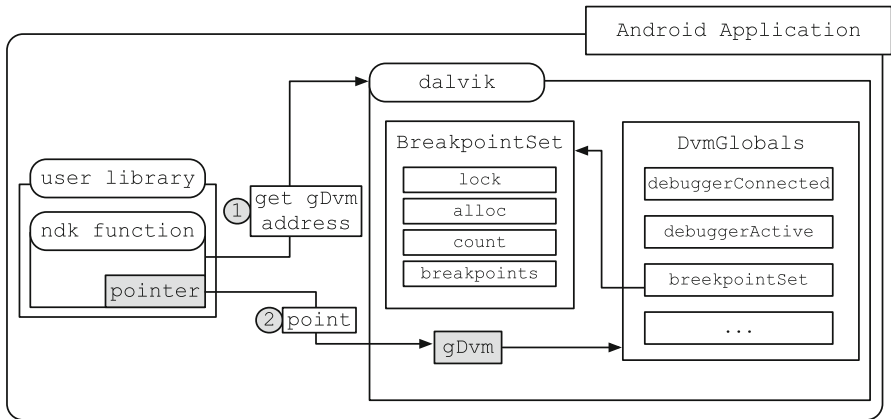 Android Application
dalvik
BreakpointSet
lock
alloc
count
breakpoints
DvmGlobals
debuggerConnected
debuggerActive
breekpointSet
...
user library
ndk function
pointer
1
get gDvm
address
2
point
gDvm